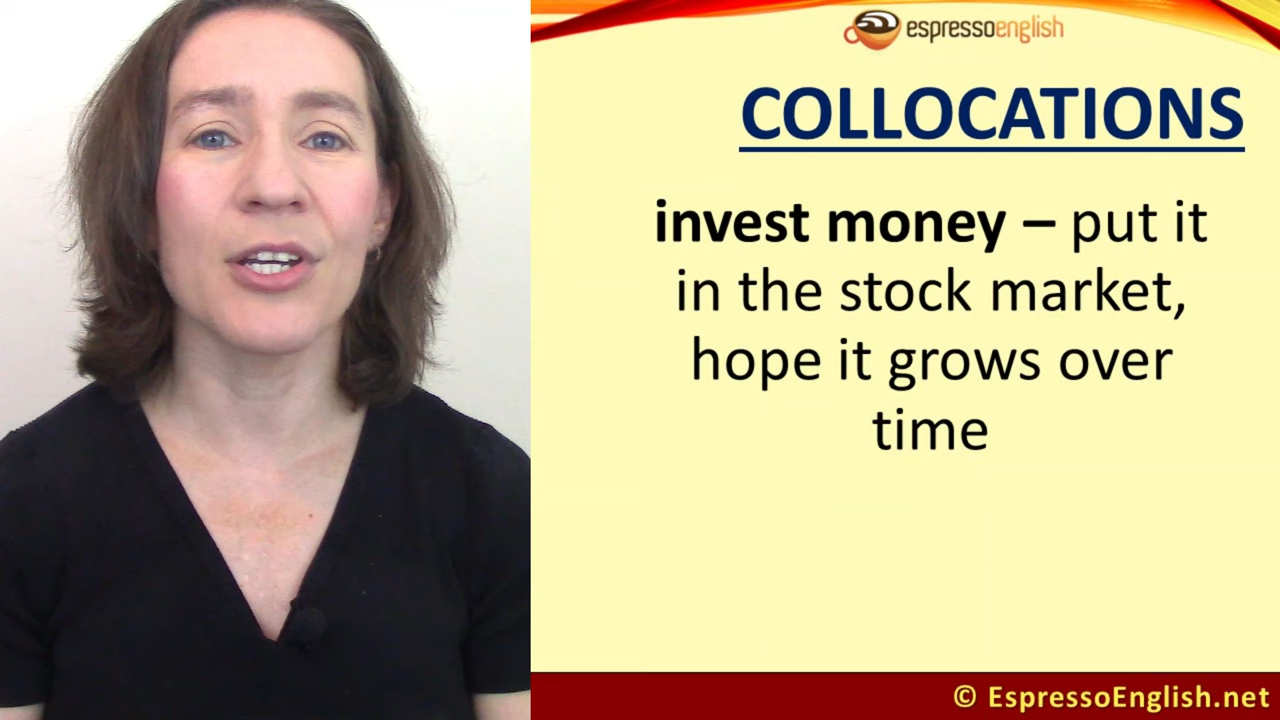 espressoenglish
COLLOCATIONS
invest money – put it
in the stock market,
hope it grows over
time
© EspressoEnglish.net